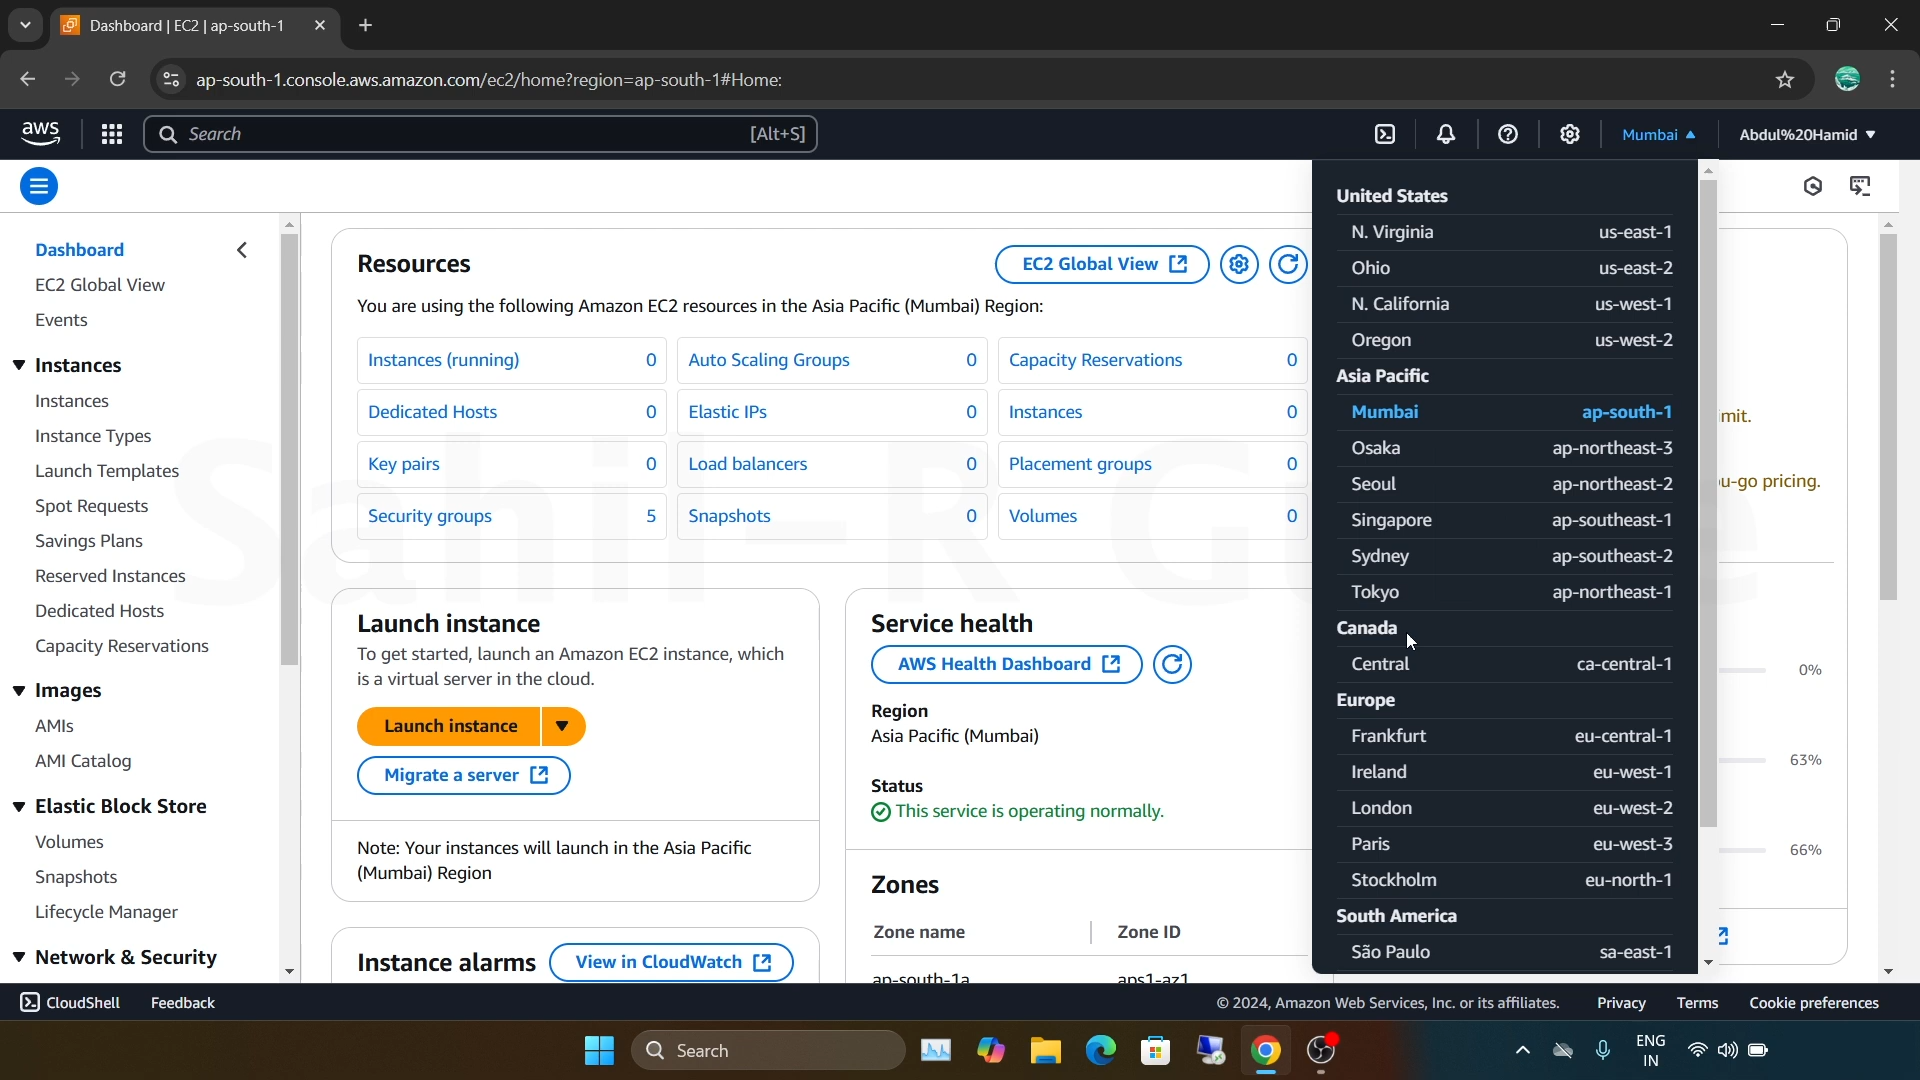 Dashboard | EC2 | ap-south-1
ap-south-1.console.aws.amazon.com/ec2/home?region=ap-south-1#Home:
aws
Search [Alt+S]
Mumbai ▲
Abdul%20Hamid ▼
Dashboard
EC2 Global View
Events
Instances
Instances
Instance Types
Launch Templates
Spot Requests
Savings Plans
Reserved Instances
Dedicated Hosts
Capacity Reservations
Images
AMIs
AMI Catalog
Elastic Block Store
Volumes
Snapshots
Lifecycle Manager
Network & Security
Resources
EC2 Global View
You are using the following Amazon EC2 resources in the Asia Pacific (Mumbai) Region:
Instances (running) 0
Auto Scaling Groups 0
Capacity Reservations 0
Dedicated Hosts 0
Elastic IPs 0
Instances 0
Key pairs 0
Load balancers 0
Placement groups 0
Security groups 5
Snapshots 0
Volumes 0
Launch instance
To get started, launch an Amazon EC2 instance, which
is a virtual server in the cloud.
Launch instance
Migrate a server
Note: Your instances will launch in the Asia Pacific
(Mumbai) Region
Instance alarms
View in CloudWatch
Service health
AWS Health Dashboard
Region
Asia Pacific (Mumbai)
Status
This service is operating normally.
Zones
Zone name
Zone ID
ap-south-1a
aps1-az1
United States
N. Virginia us-east-1
Ohio us-east-2
N. California us-west-1
Oregon us-west-2
Asia Pacific
Mumbai ap-south-1
Osaka ap-northeast-3
Seoul ap-northeast-2
Singapore ap-southeast-1
Sydney ap-southeast-2
Tokyo ap-northeast-1
Canada
Central ca-central-1
Europe
Frankfurt eu-central-1
Ireland eu-west-1
London eu-west-2
Paris eu-west-3
Stockholm eu-north-1
South America
São Paulo sa-east-1
imit.
u-go pricing.
0%
63%
66%
CloudShell
Feedback
© 2024, Amazon Web Services, Inc. or its affiliates.
Privacy
Terms
Cookie preferences
Search
ENG
IN